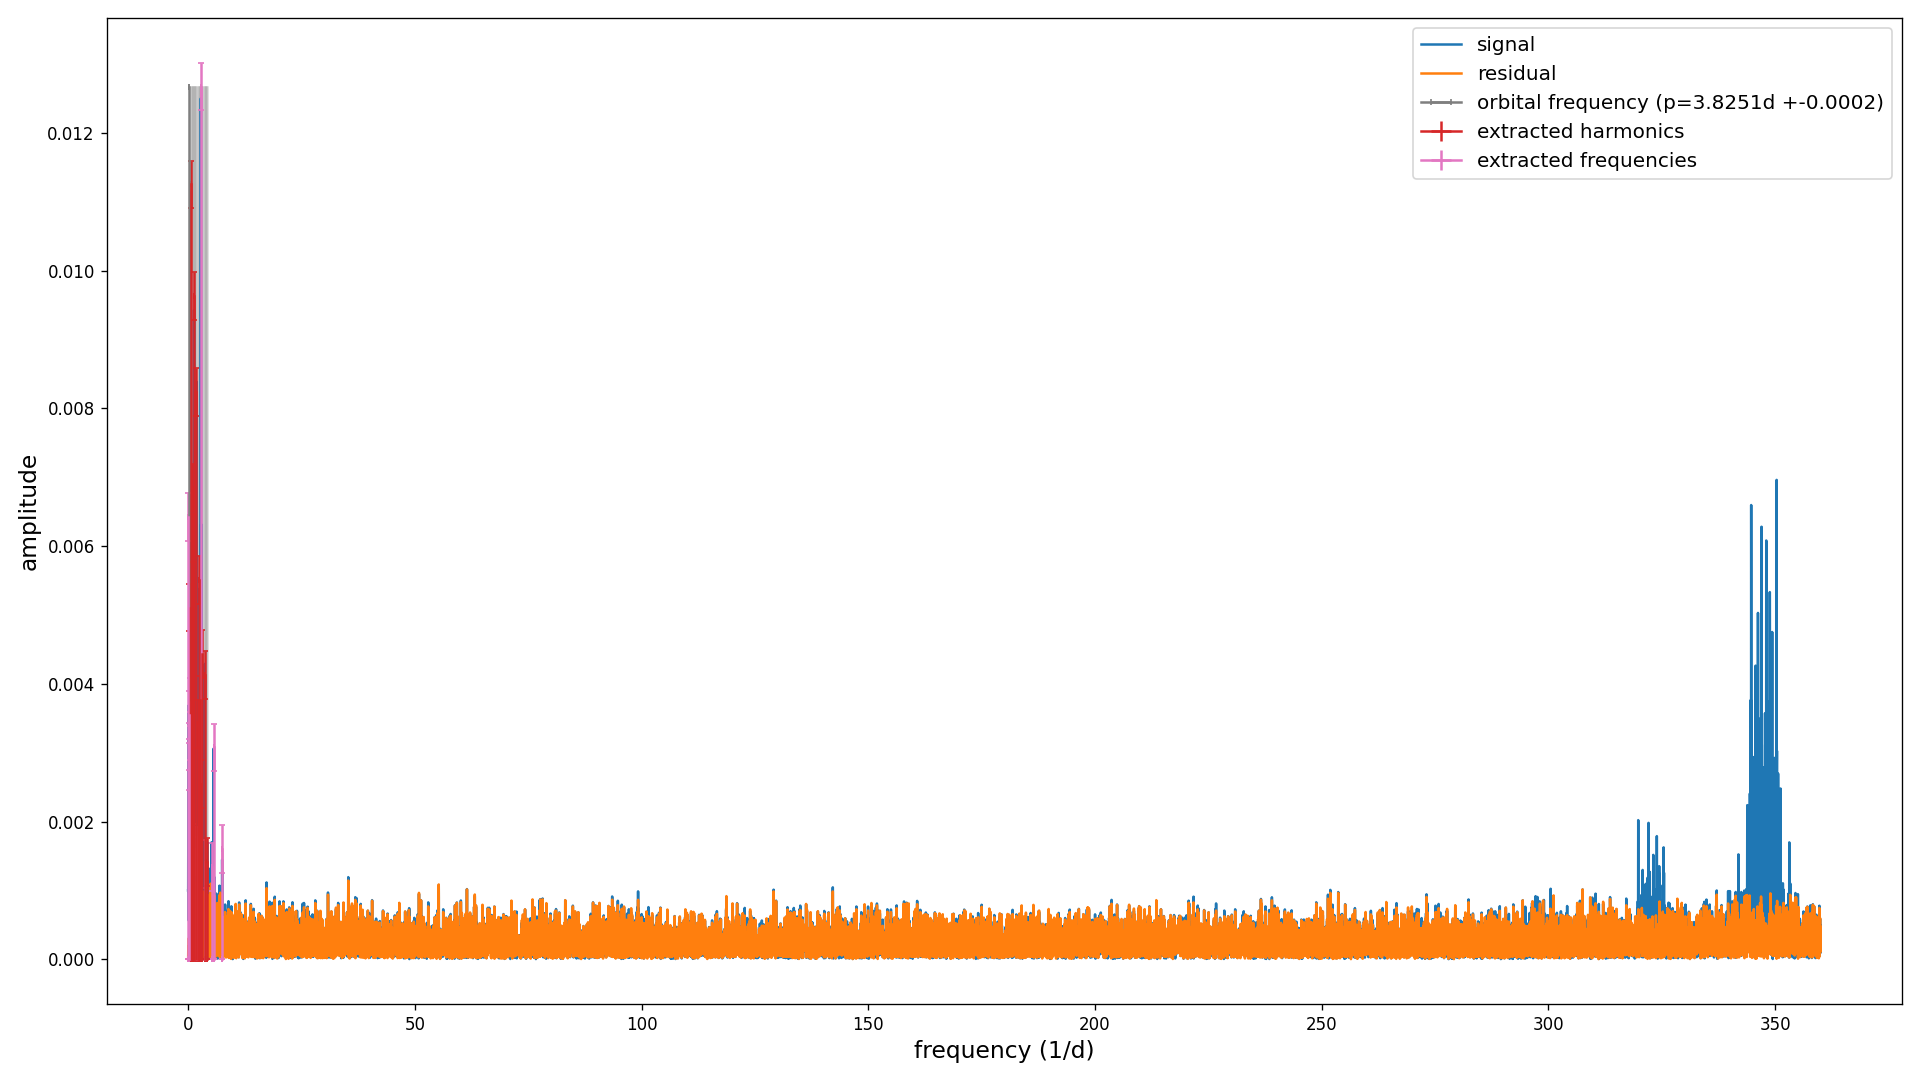 signal
residual
orbital frequency (p=3.8251d +-0.0002)
extracted harmonics
extracted frequencies
amplitude
0.012
0.010
0.008
0.006
0.004
0.002
0.000
0 50 100 150 200 250 300 350
frequency (1/d)